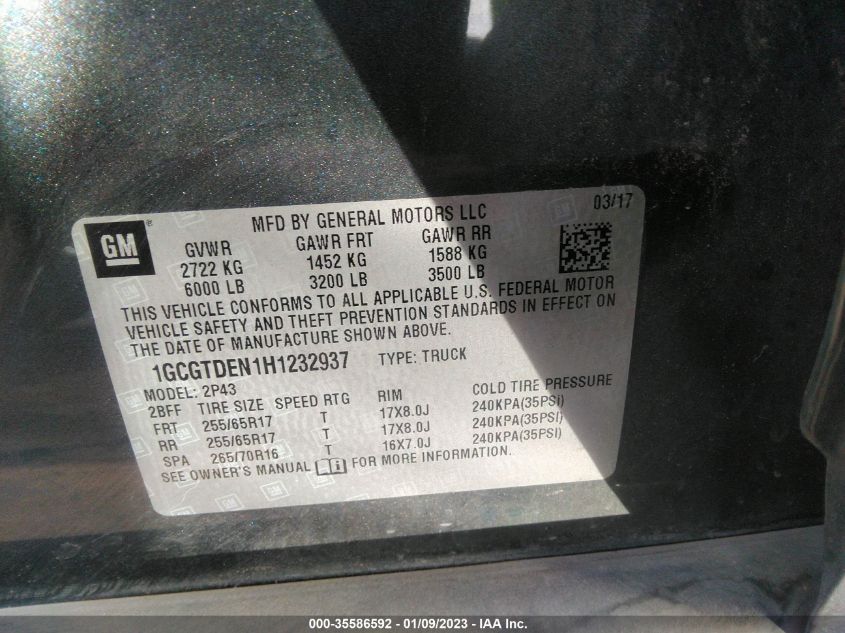 GM ®
MFD BY GENERAL MOTORS LLC
03/17
GVWR GAWR FRT GAWR RR
2722 KG 1452 KG 1588 KG
6000 LB 3200 LB 3500 LB
THIS VEHICLE CONFORMS TO ALL APPLICABLE U.S. FEDERAL MOTOR
VEHICLE SAFETY AND THEFT PREVENTION STANDARDS IN EFFECT ON
THE DATE OF MANUFACTURE SHOWN ABOVE.
1GCGTDEN1H1232937 TYPE: TRUCK
MODEL: 2P43
2BFF TIRE SIZE SPEED RTG RIM COLD TIRE PRESSURE
FRT 255/65R17 T 17X8.0J 240KPA(35PSI)
RR 255/65R17 T 17X8.0J 240KPA(35PSI)
SPA 265/70R16 T 16X7.0J 240KPA(35PSI)
SEE OWNER'S MANUAL i FOR MORE INFORMATION.
000-35586592 - 01/09/2023 - IAA Inc.